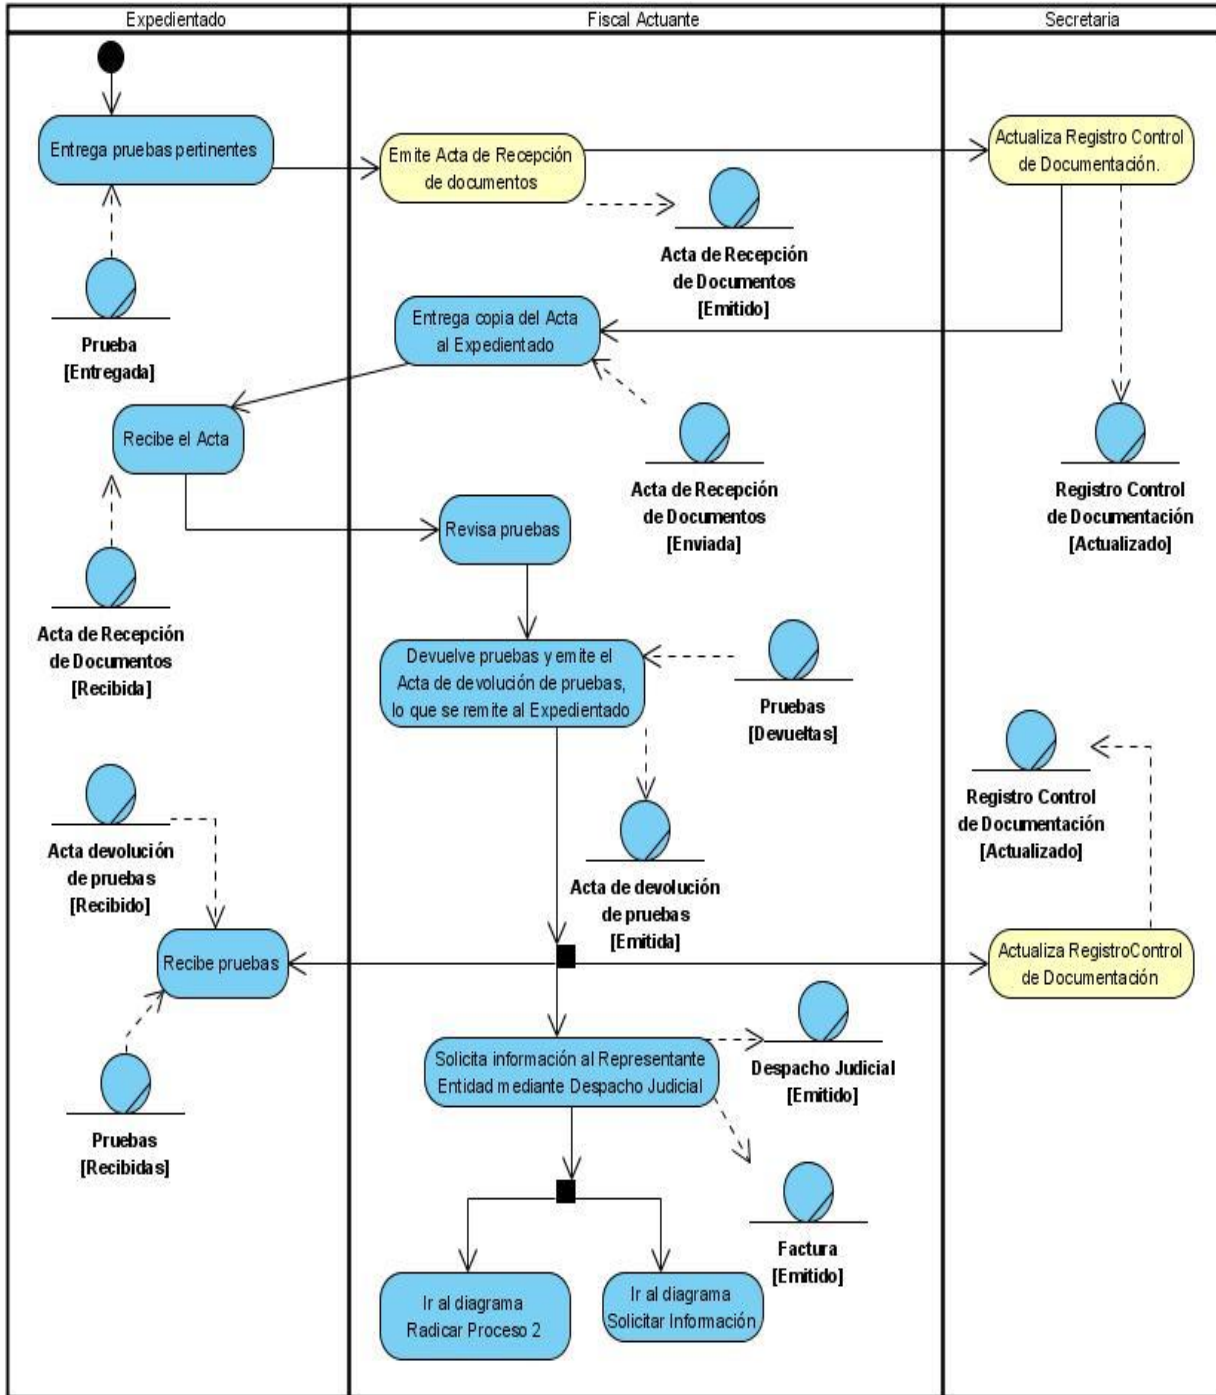 Expedientado
Fiscal Actuante
Secretaria
Entrega pruebas pertinentes
Emite Acta de Recepción
de documentos
Actualiza Registro Control
de Documentación.
Acta de Recepción
de Documentos
[Emitido]
Prueba
[Entregada]
Entrega copia del Acta
al Expedientado
Recibe el Acta
Acta de Recepción
de Documentos
[Enviada]
Registro Control
de Documentación
[Actualizado]
Revisa pruebas
Acta de Recepción
de Documentos
[Recibida]
Devuelve pruebas y emite el
Acta de devolución de pruebas,
lo que se remite al Expedientado
Pruebas
[Devueltas]
Registro Control
de Documentación
[Actualizado]
Acta devolución
de pruebas
[Recibido]
Acta de devolución
de pruebas
[Emitida]
Recibe pruebas
Actualiza RegistroControl
de Documentación
Solicita información al Representante
Entidad mediante Despacho Judicial
Despacho Judicial
[Emitido]
Pruebas
[Recibidas]
Factura
[Emitido]
Ir al diagrama
Radicar Proceso 2
Ir al diagrama
Solicitar Información